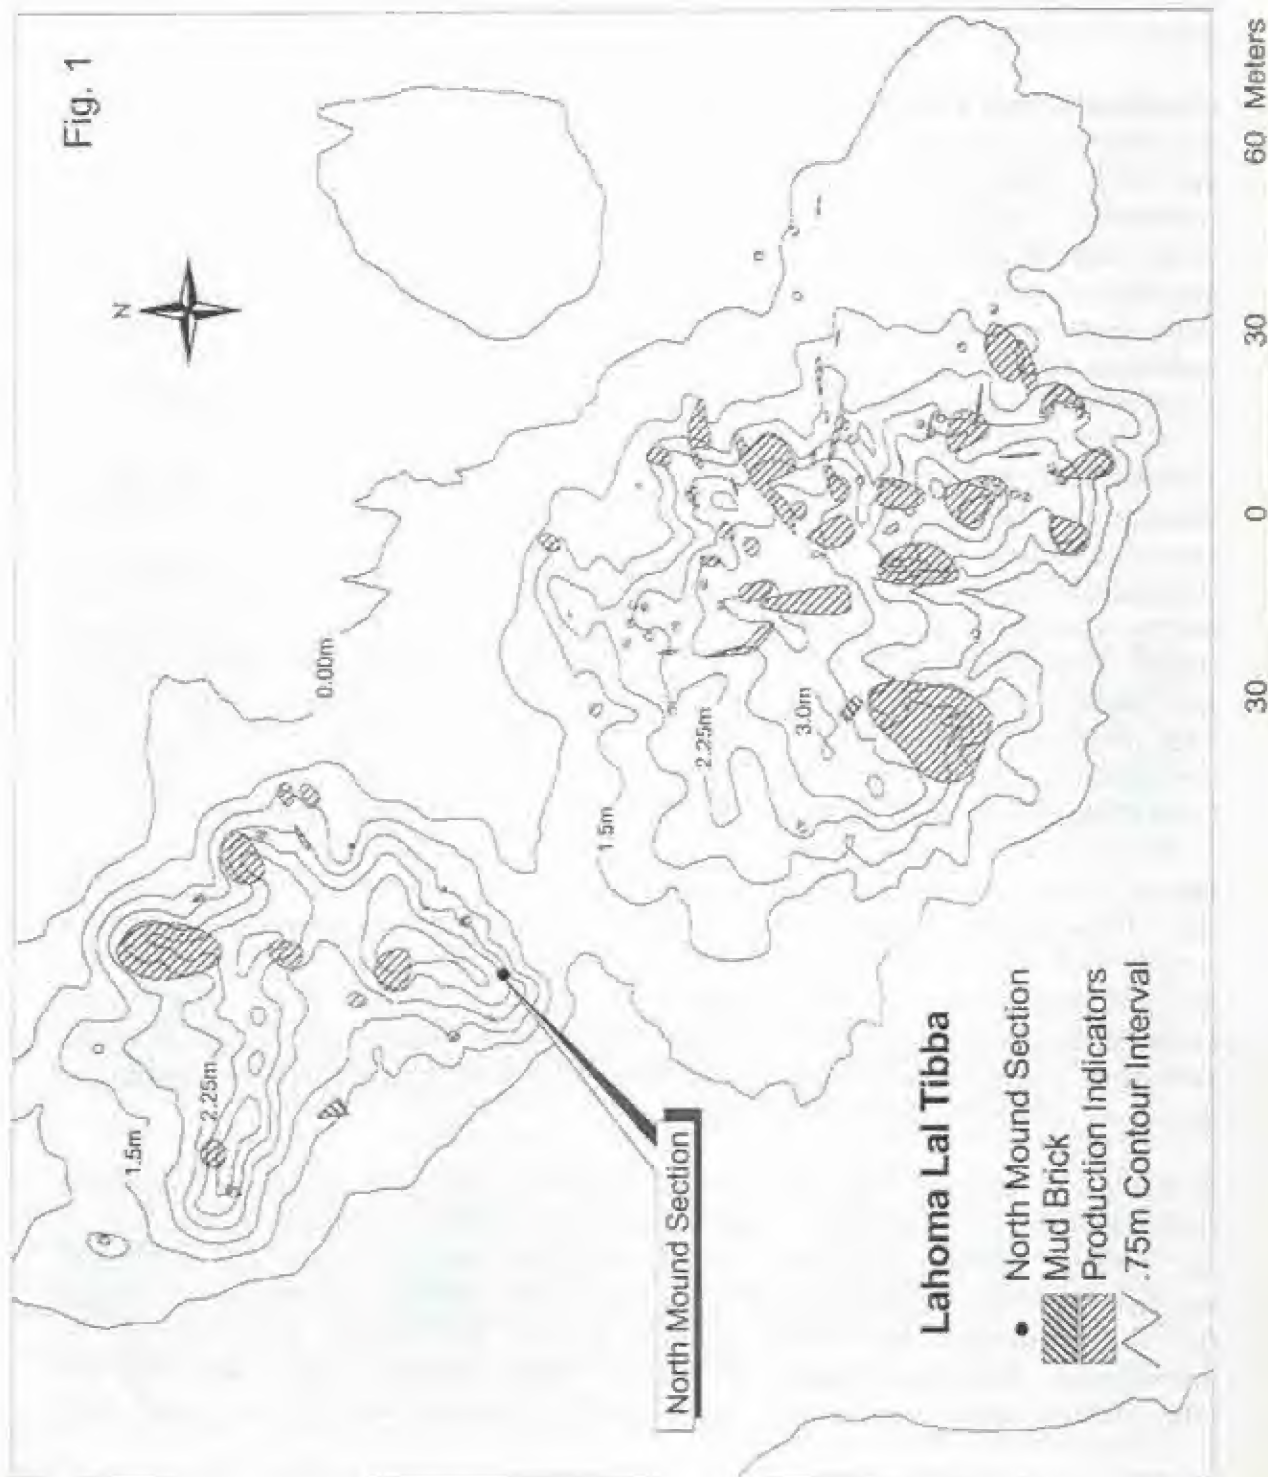 Fig. 1
N
0.00m
1.5m
2.25m
1.5m
2.25m
3.0m
North Mound Section
Lahoma Lal Tibba
North Mound Section
Mud Brick
Production Indicators
.75m Contour Interval
30 0 30 60 Meters